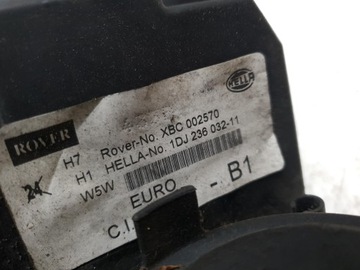 ROVER
HELLA
H7 Rover-No. XBC 002570
H1 HELLA-No. 1DJ 236 032-11
W5W
EURO - B1
C.I.